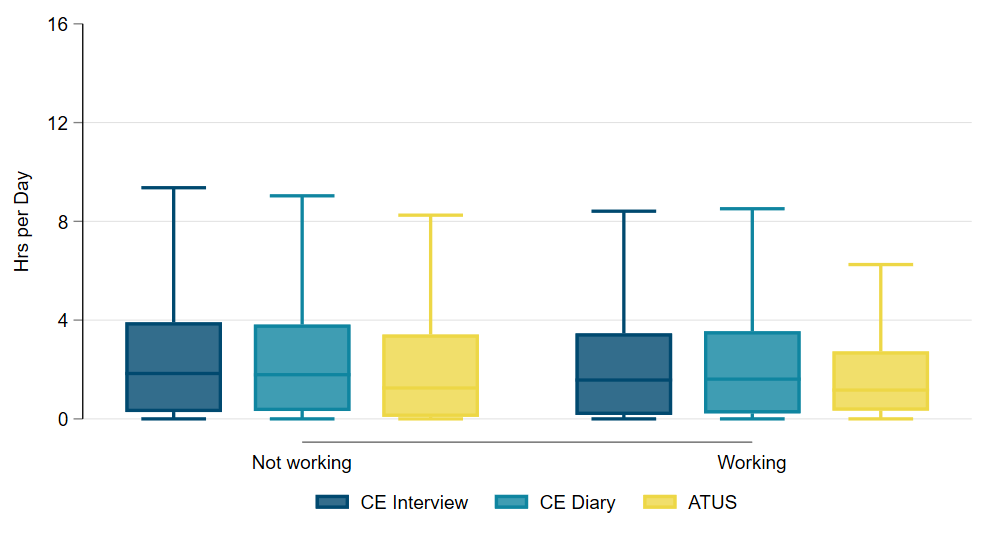 16
12
8
4
0
Hrs per Day
Not working
Working
CE Interview
CE Diary
ATUS